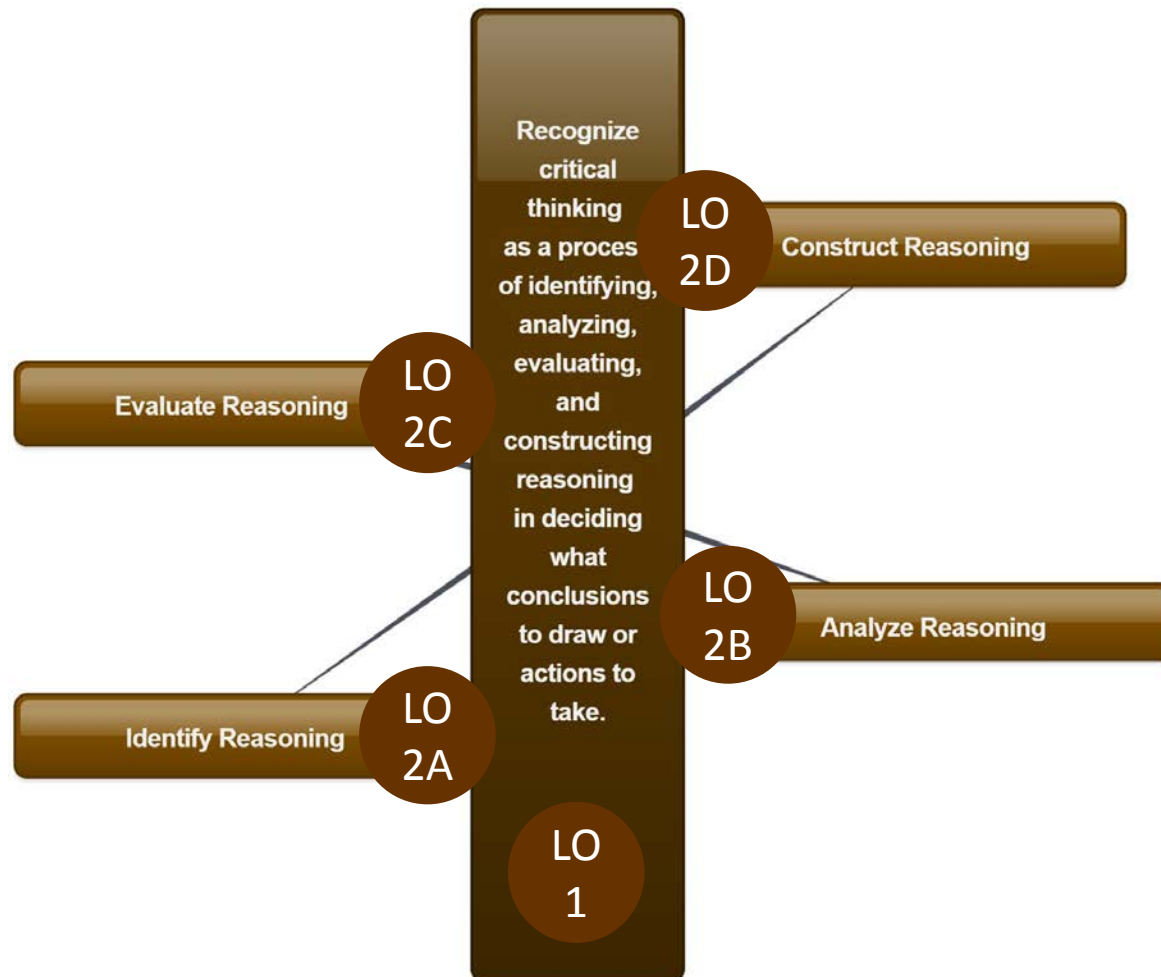 Recognize
critical
thinking
as a proces
of identifying,
analyzing,
evaluating,
and
constructing
reasoning
in deciding
what
conclusions
to draw or
actions to
take.
LO
1
LO
2D
Construct Reasoning
Evaluate Reasoning
LO
2C
LO
2B
Analyze Reasoning
Identify Reasoning
LO
2A